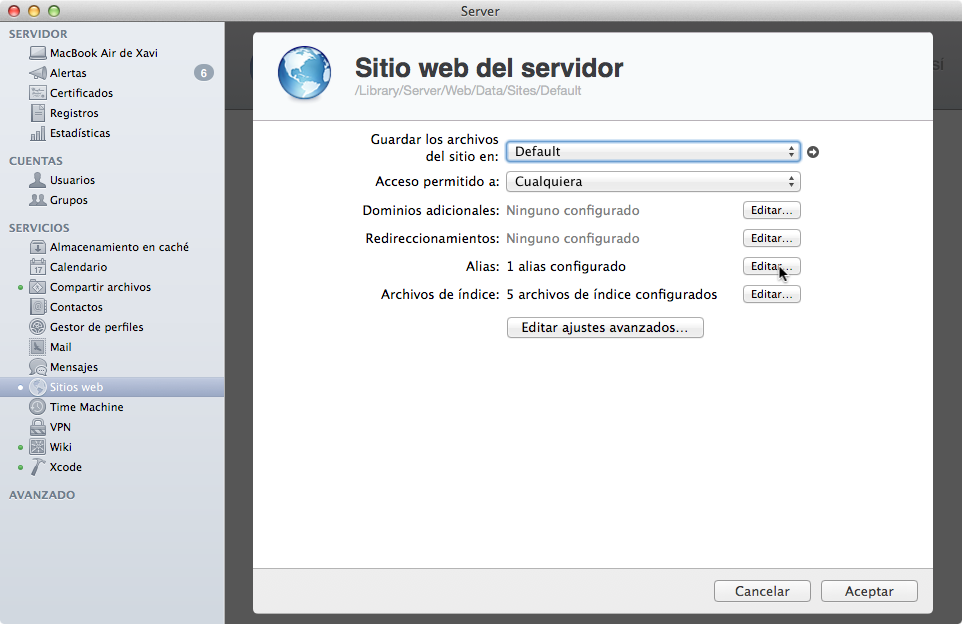 Server
SERVIDOR
MacBook Air de Xavi
Alertas 6
Certificados
Registros
Estadísticas
CUENTAS
Usuarios
Grupos
SERVICIOS
Almacenamiento en caché
Calendario
Compartir archivos
Contactos
Gestor de perfiles
Mail
Mensajes
Sitios web
Time Machine
VPN
Wiki
Xcode
AVANZADO
Sitio web del servidor
/Library/Server/Web/Data/Sites/Default
Guardar los archivos
del sitio en: Default
Acceso permitido a: Cualquiera
Dominios adicionales: Ninguno configurado Editar...
Redireccionamientos: Ninguno configurado Editar...
Alias: 1 alias configurado Editar...
Archivos de índice: 5 archivos de índice configurados Editar...
Editar ajustes avanzados...
Cancelar Aceptar